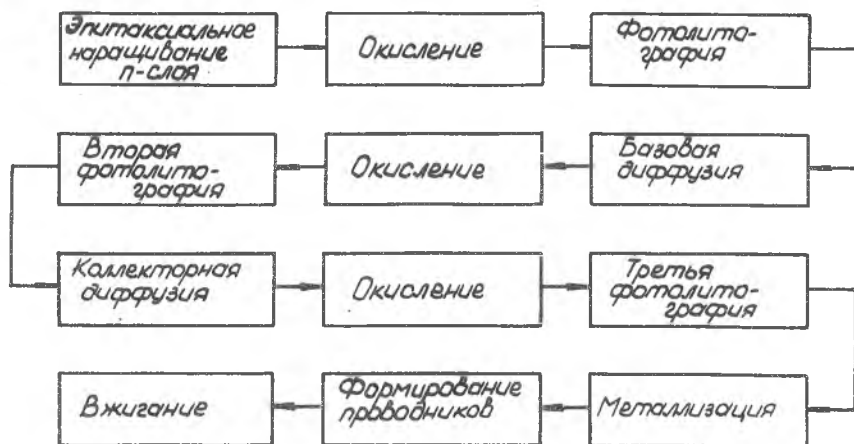 Эпитаксиальное
наращивание
п-слоя
Окисление
Фотолито-
графия
Базовая
диффузия
Окисление
Вторая
фотолито-
графия
Коллекторная
диффузия
Окисление
Третья
фотолито-
графия
Металлизация
Формирование
проводников
Вжигание